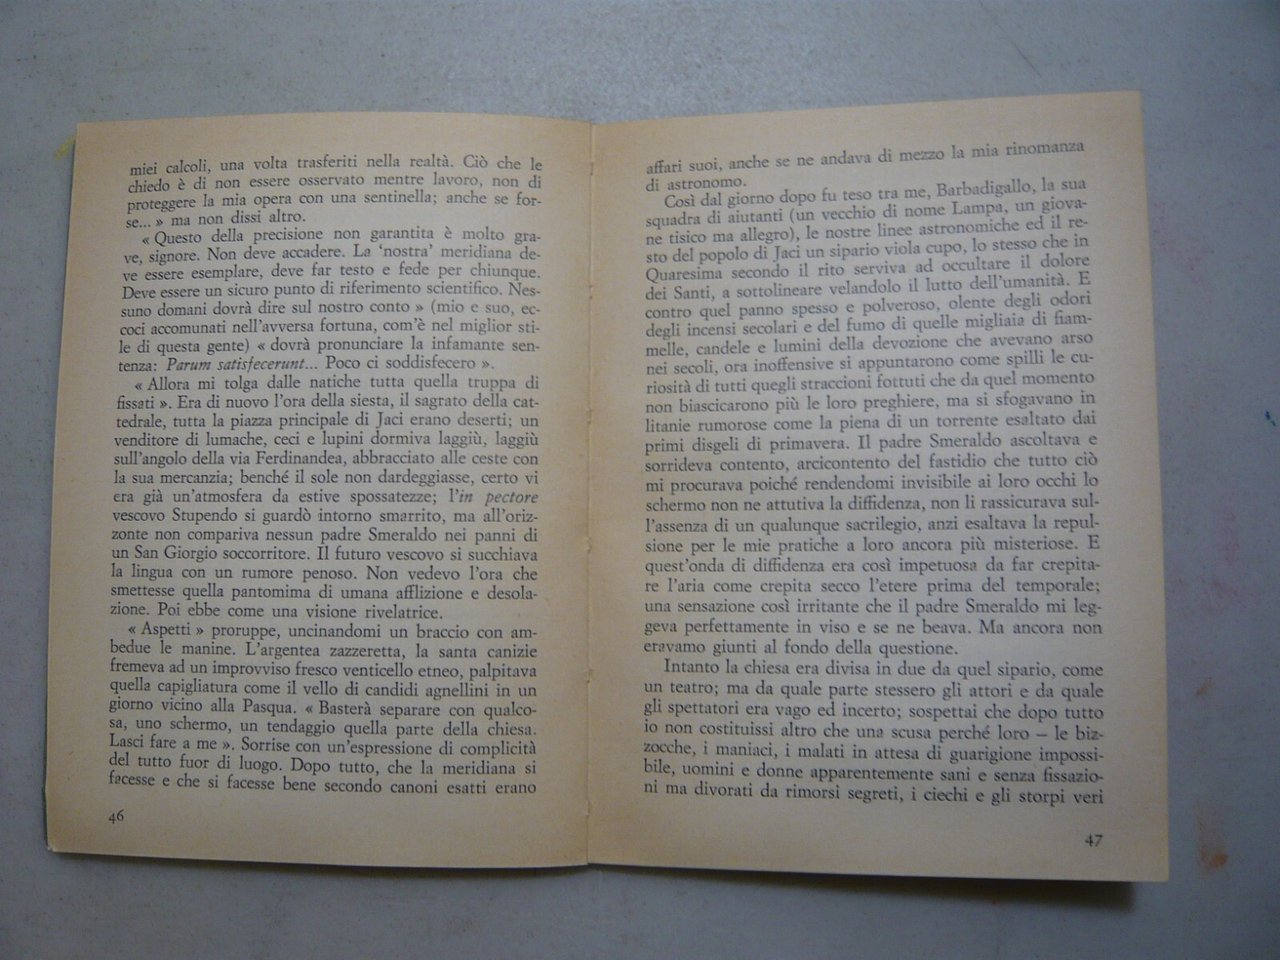 miei calcoli, una volta trasferiti nella realtà. Ciò che le
chiedo è di non essere osservato mentre lavoro, non di
proteggere la mia opera con una sentinella; anche se for-
se... » ma non dissi altro.
« Questo della precisione non garantita è molto gra-
ve, signore. Non deve accadere. La ‘nostra’ meridiana de-
ve essere esemplare, deve far testo e fede per chiunque.
Deve essere un sicuro punto di riferimento scientifico. Nes-
suno domani dovrà dire sul nostro conto » (mio e suo, ec-
coci accomunati nell’avversa fortuna, com’è nel miglior sti-
le di questa gente) « dovrà pronunciare la infamante sen-
tenza: Parum satisfecerunt... Poco ci soddisfecero ».
« Allora mi tolga dalle natiche tutta quella truppa di
fissati ». Era di nuovo l’ora della siesta, il sagrato della cat-
tedrale, tutta la piazza principale di Jaci erano deserti; un
venditore di lumache, ceci e lupini dormiva laggiù, laggiù
sull’angolo della via Ferdinandea, abbracciato alle ceste con
la sua mercanzia; benché il sole non dardeggiasse, certo vi
era già un’atmosfera da estive spossatezze; l’in pectore
vescovo Stupendo si guardò intorno smarrito, ma all’oriz-
zonte non compariva nessun padre Smeraldo nei panni di
un San Giorgio soccorritore. Il futuro vescovo si succhiava
la lingua con un rumore penoso. Non vedevo l’ora che
smettesse quella pantomima di umana afflizione e desola-
zione. Poi ebbe come una visione rivelatrice.
« Aspetti » proruppe, uncinandomi un braccio con am-
bedue le manine. L’argentea zazzeretta, la santa canizie
fremeva ad un improvviso fresco venticello etneo, palpitava
quella capigliatura come il vello di candidi agnellini in un
giorno vicino alla Pasqua. « Basterà separare con qualco-
sa, uno schermo, un tendaggio quella parte della chiesa.
Lasci fare a me ». Sorrise con un’espressione di complicità
del tutto fuor di luogo. Dopo tutto, che la meridiana si
facesse e che si facesse bene secondo canoni esatti erano
46
affari suoi, anche se ne andava di mezzo la mia rinomanza
di astronomo.
Così dal giorno dopo fu teso tra me, Barbadigallo, la sua
squadra di aiutanti (un vecchio di nome Lampa, un giova-
ne tisico ma allegro), le nostre linee astronomiche ed il re-
sto del popolo di Jaci un sipario viola cupo, lo stesso che in
Quaresima secondo il rito serviva ad occultare il dolore
dei Santi, a sottolineare velandolo il lutto dell’umanità. E
contro quel panno spesso e polveroso, olente degli odori
degli incensi secolari e del fumo di quelle migliaia di fiam-
melle, candele e lumini della devozione che avevano arso
nei secoli, ora inoffensive si appuntarono come spilli le cu-
riosità di tutti quegli straccioni fottuti che da quel momento
non biascicarono più le loro preghiere, ma si sfogavano in
litanie rumorose come la piena di un torrente esaltato dai
primi disgeli di primavera. Il padre Smeraldo ascoltava e
sorrideva contento, arcicontento del fastidio che tutto ciò
mi procurava poiché rendendomi invisibile ai loro occhi lo
schermo non ne attutiva la diffidenza, non li rassicurava sul-
l’assenza di un qualunque sacrilegio, anzi esaltava la repul-
sione per le mie pratiche a loro ancora più misteriose. E
quest’onda di diffidenza era così impetuosa da far crepita-
re l’aria come crepita secco l’etere prima del temporale;
una sensazione così irritante che il padre Smeraldo mi leg-
geva perfettamente in viso e se ne beava. Ma ancora non
eravamo giunti al fondo della questione.
Intanto la chiesa era divisa in due da quel sipario, come
un teatro; ma da quale parte stessero gli attori e da quale
gli spettatori era vago ed incerto; sospettai che dopo tutto
io non costituissi altro che una scusa perché loro – le biz-
zocche, i maniaci, i malati in attesa di guarigione impossi-
bile, uomini e donne apparentemente sani e senza fissazio-
ni ma divorati da rimorsi segreti, i ciechi e gli storpi veri
47